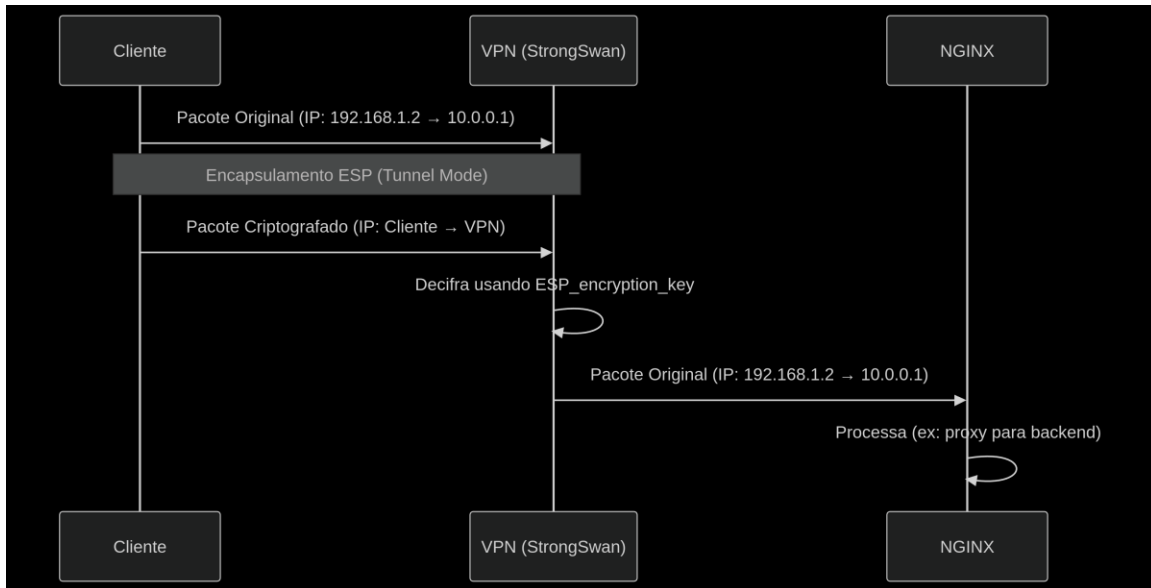 Cliente
VPN (StrongSwan)
NGINX
Pacote Original (IP: 192.168.1.2 → 10.0.0.1)
Encapsulamento ESP (Tunnel Mode)
Pacote Criptografado (IP: Cliente → VPN)
Decifra usando ESP_encryption_key
Pacote Original (IP: 192.168.1.2 → 10.0.0.1)
Processa (ex: proxy para backend)
Cliente
VPN (StrongSwan)
NGINX